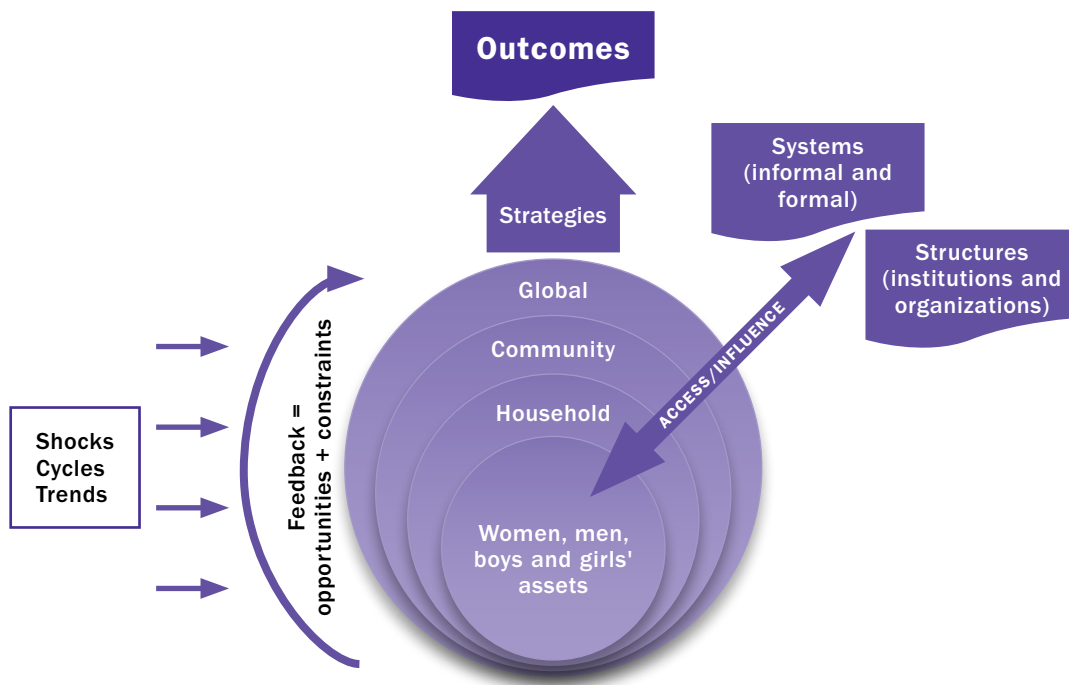 Outcomes
Strategies
Systems
(informal and
formal)
Structures
(institutions and
organizations)
ACCESS/INFLUENCE
Global
Community
Household
Women, men,
boys and girls'
assets
Feedback =
opportunities + constraints
Shocks
Cycles
Trends